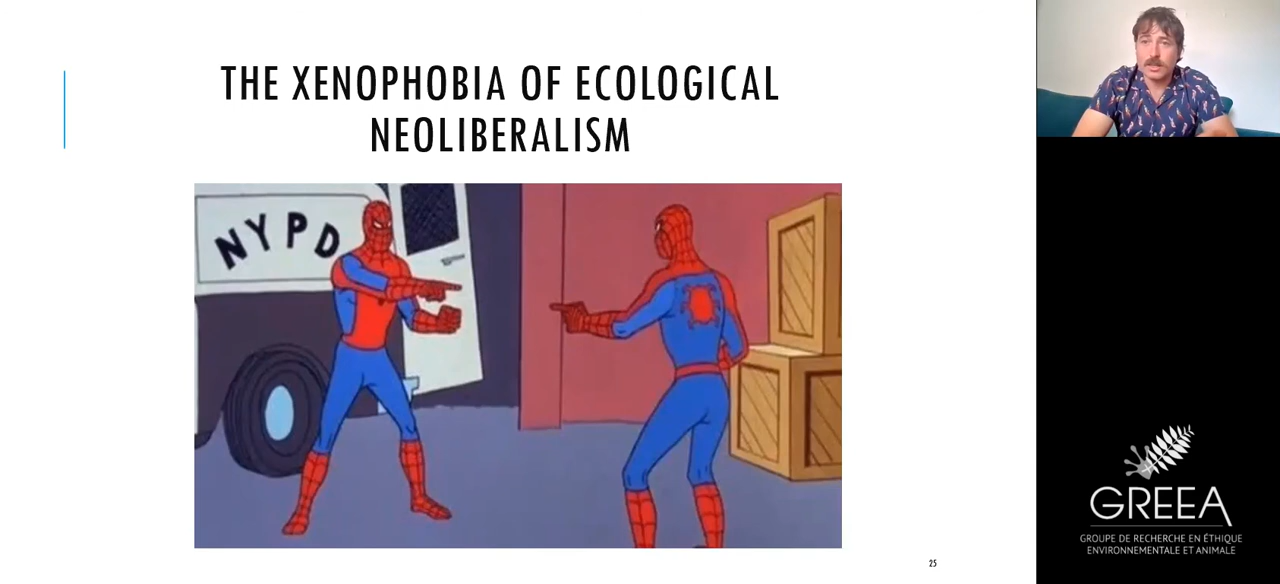 THE XENOPHOBIA OF ECOLOGICAL
NEOLIBERALISM
NYPD
25
GREEA
GROUPE DE RECHERCHE EN ÉTHIQUE
ENVIRONNEMENTALE ET ANIMALE